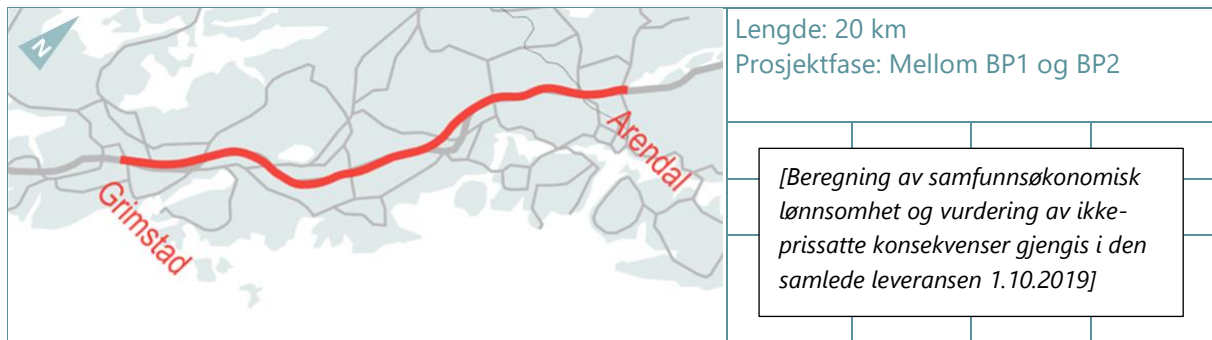 N
Grimstad
Arendal
Lengde: 20 km
Prosjektfase: Mellom BP1 og BP2
[Beregning av samfunnsøkonomisk
lønnsomhet og vurdering av ikke-
prissatte konsekvenser gjengis i den
samlede leveransen 1.10.2019]